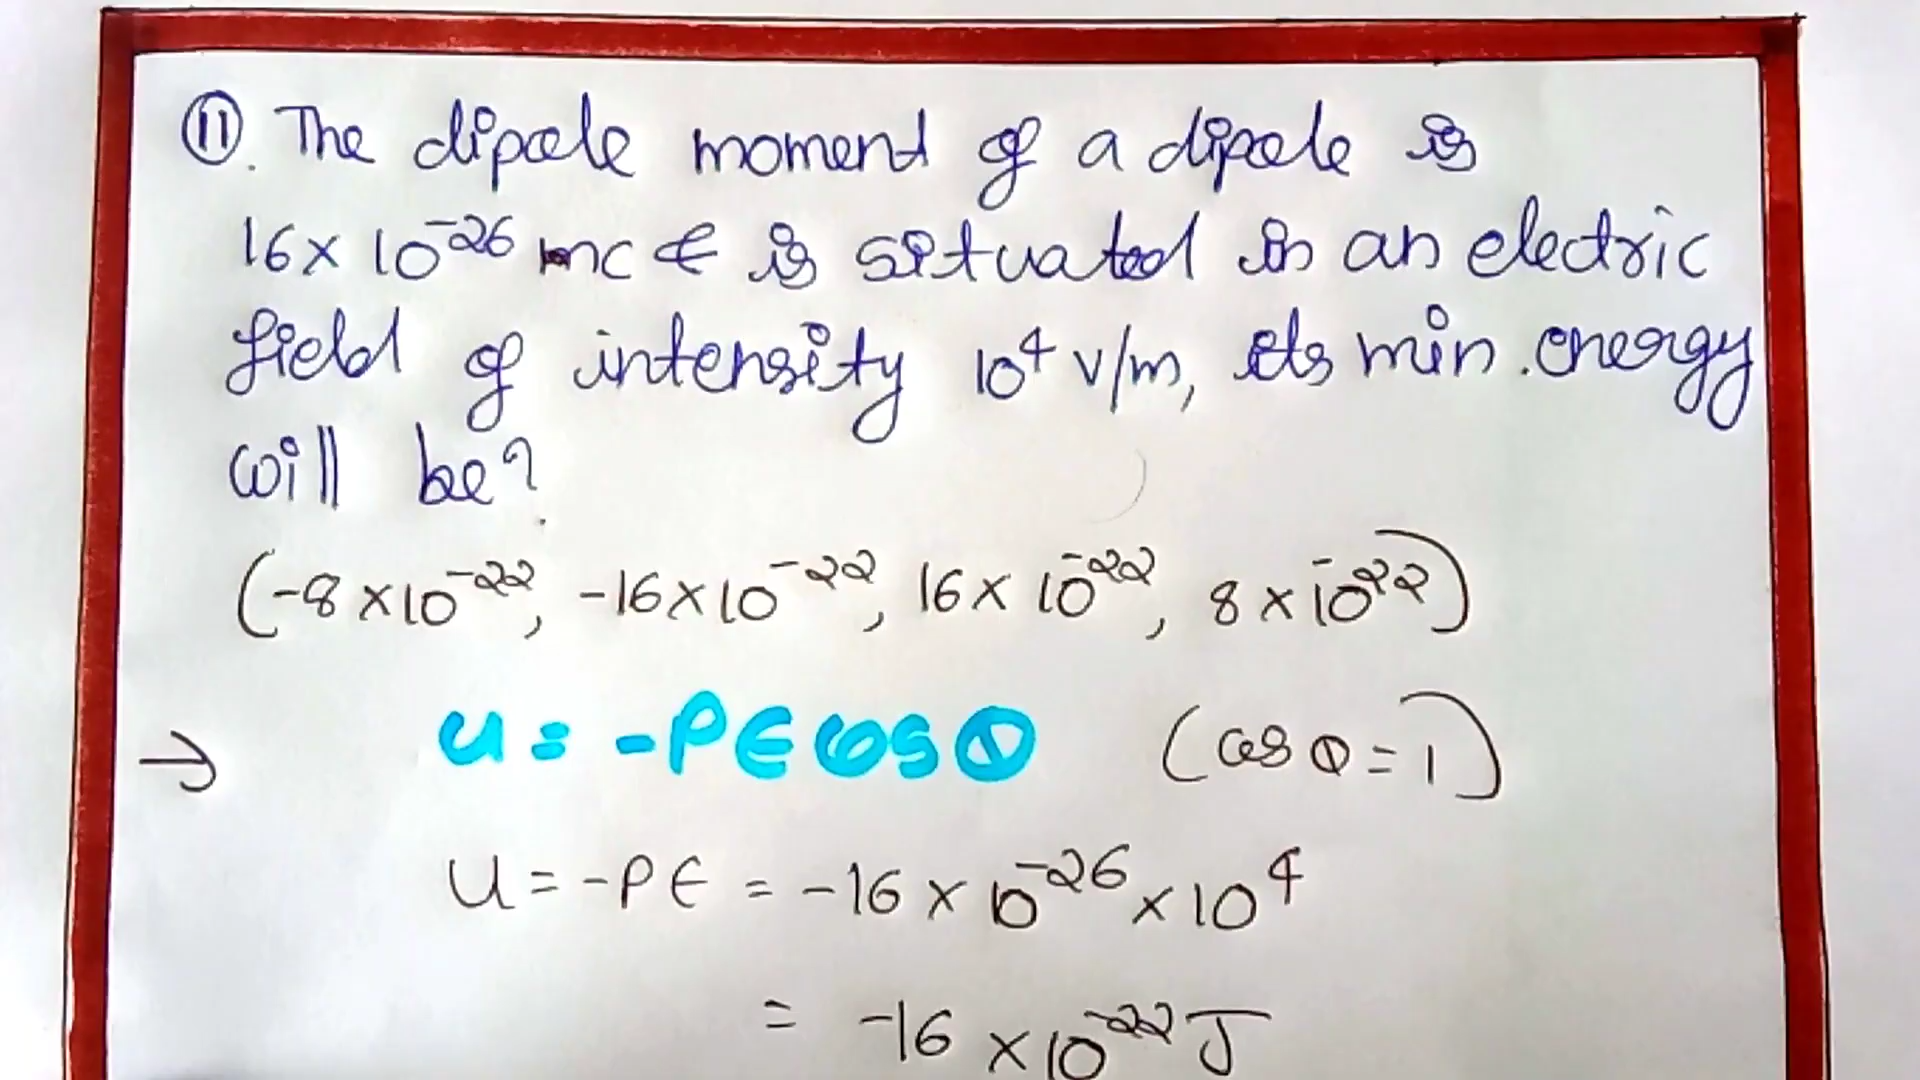 ⑪. The dipole moment of a dipole is
16 × 10⁻²⁶ mc & is situated in an electric
field of intensity 10⁴ v/m, its min. energy
will be?
(-8 × 10⁻²², -16 × 10⁻²², 16 × 10⁻²², 8 × 10⁻²²)
→ U = -PE cos θ (cos θ = 1)
U = -PE = -16 × 10⁻²⁶ × 10⁴
= -16 × 10⁻²² J